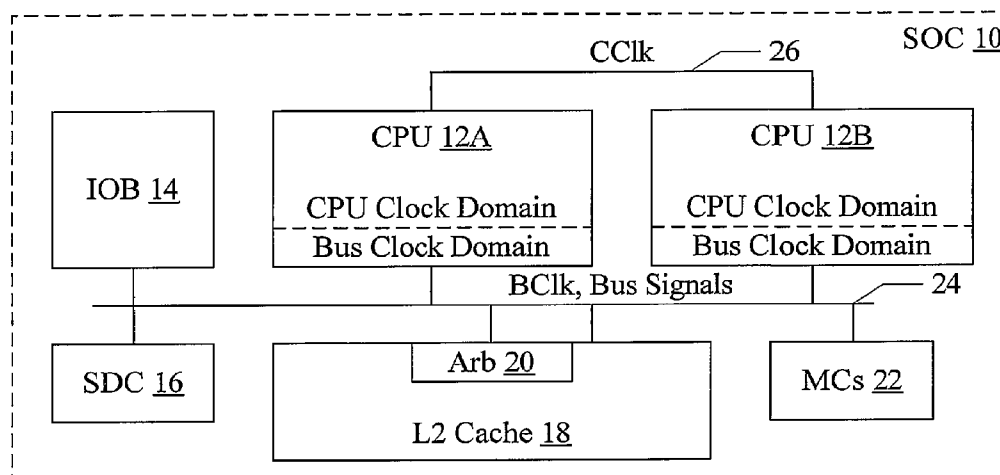 SOC 10
CClk
26
CPU 12A
CPU 12B
IOB 14
CPU Clock Domain
CPU Clock Domain
Bus Clock Domain
Bus Clock Domain
BClk, Bus Signals
24
SDC 16
Arb 20
MCs 22
L2 Cache 18